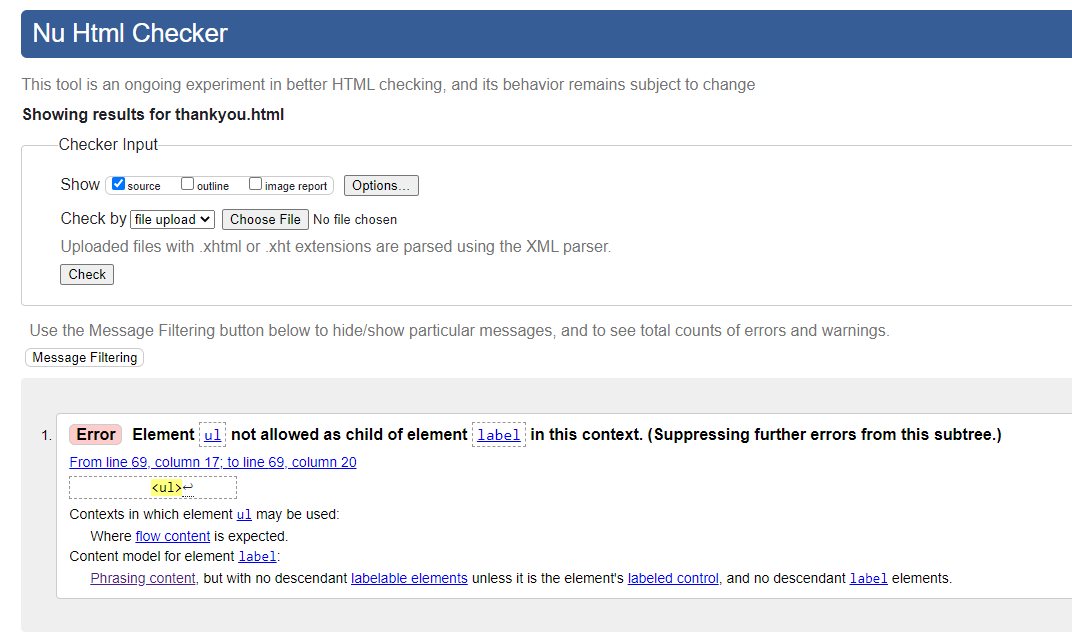 Nu Html Checker
This tool is an ongoing experiment in better HTML checking, and its behavior remains subject to change
Showing results for thankyou.html
Checker Input
Show source outline image report Options...
Check by file upload Choose File No file chosen
Uploaded files with .xhtml or .xht extensions are parsed using the XML parser.
Check
Use the Message Filtering button below to hide/show particular messages, and to see total counts of errors and warnings.
Message Filtering
1. Error Element ul not allowed as child of element label in this context. (Suppressing further errors from this subtree.)
From line 69, column 17; to line 69, column 20
<ul>↩
Contexts in which element ul may be used:
Where flow content is expected.
Content model for element label:
Phrasing content, but with no descendant labelable elements unless it is the element's labeled control, and no descendant label elements.